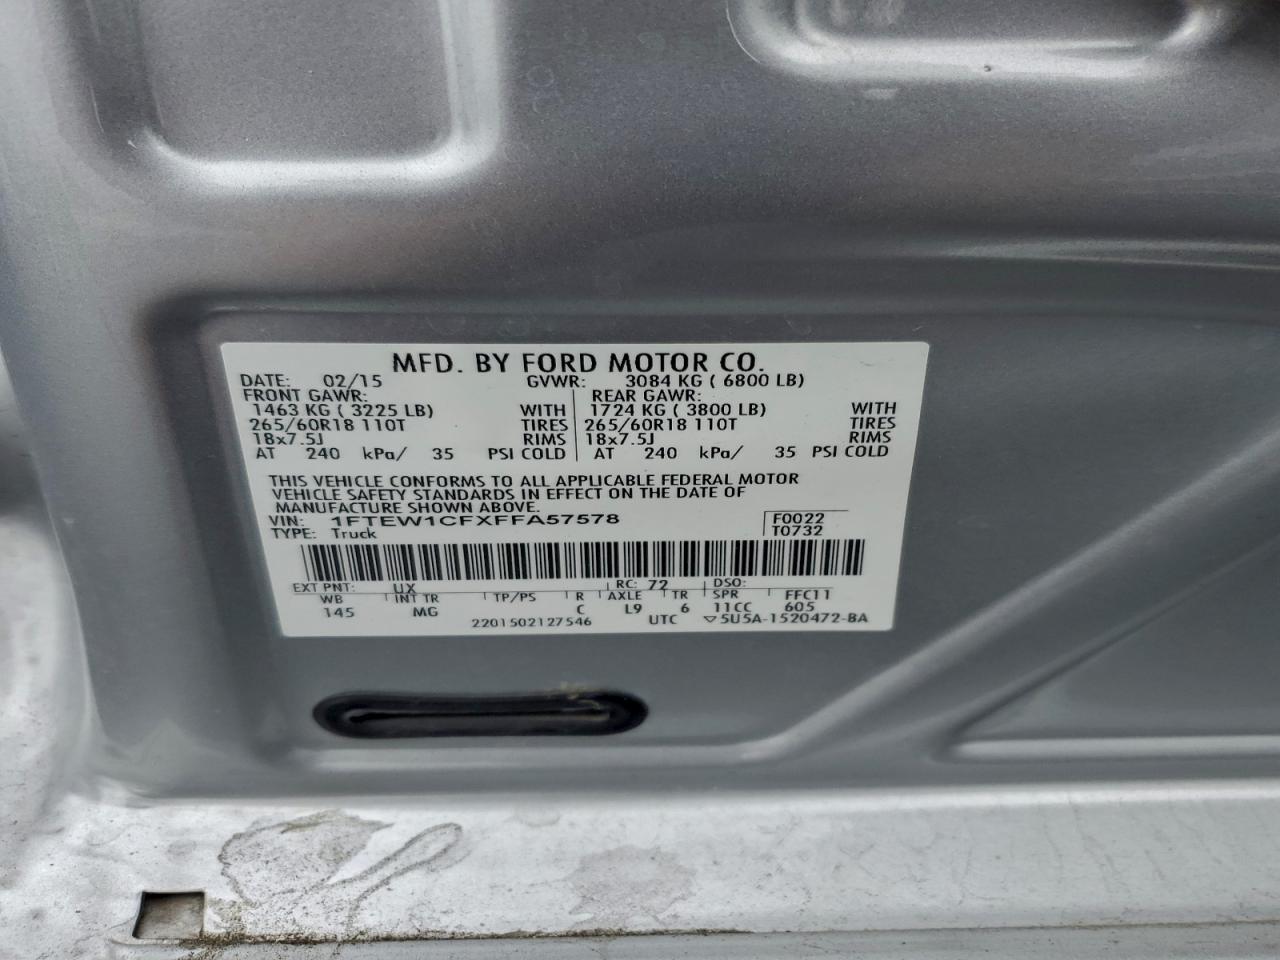 MFD. BY FORD MOTOR CO.
DATE: 02/15 GVWR: 3084 KG ( 6800 LB)
FRONT GAWR: REAR GAWR:
1463 KG ( 3225 LB) WITH 1724 KG ( 3800 LB) WITH
265/60R18 110T TIRES 265/60R18 110T TIRES
18x7.5J RIMS 18x7.5J RIMS
AT 240 kPa/ 35 PSI COLD AT 240 kPa/ 35 PSI COLD
THIS VEHICLE CONFORMS TO ALL APPLICABLE FEDERAL MOTOR
VEHICLE SAFETY STANDARDS IN EFFECT ON THE DATE OF
MANUFACTURE SHOWN ABOVE.
VIN: 1FTEW1CFXFFA57578 F0022
TYPE: Truck T0732
EXT PNT: UX RC: 72 DSO:
WB INT TR TP/PS R AXLE TR SPR FFC11
145 MG C L9 6 11CC 605
2201502127546 UTC ▽5U5A-1520472-BA